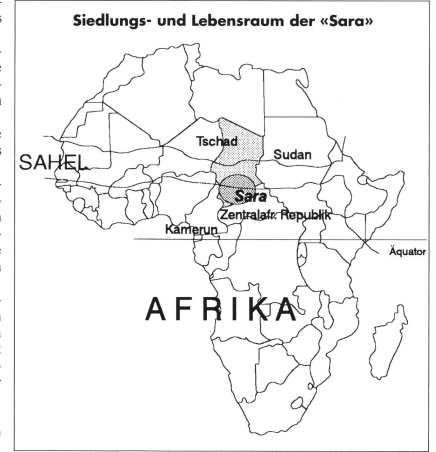 Siedlungs- und Lebensraum der «Sara»
Tschad
SAHEL
Sudan
Sara
Zentralafr. Republik
Kamerun
Äquator
AFRIKA